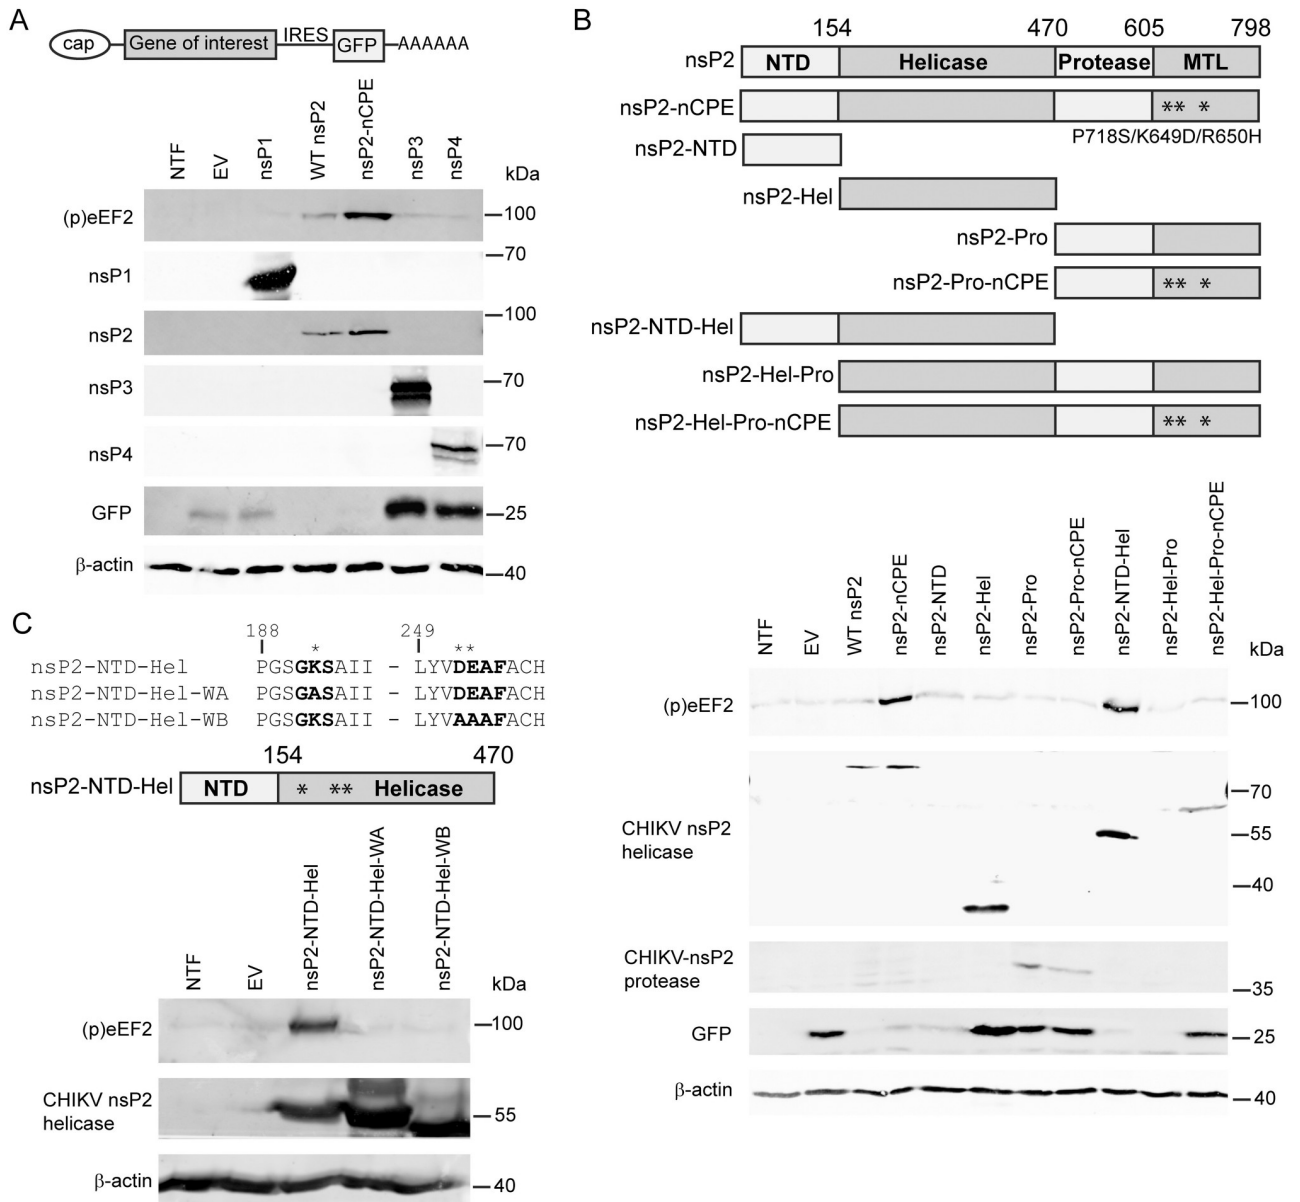 A
cap
Gene of interest
IRES
GFP
AAAAAA
NTF
EV
nsP1
WT nsP2
nsP2-nCPE
nsP3
nsP4
kDa
(p)eEF2
100
nsP1
70
nsP2
100
nsP3
70
nsP4
70
GFP
25
β-actin
40
B
154 470 605 798
nsP2 NTD Helicase Protease MTL
nsP2-nCPE ** *
P718S/K649D/R650H
nsP2-NTD
nsP2-Hel
nsP2-Pro
nsP2-Pro-nCPE ** *
nsP2-NTD-Hel
nsP2-Hel-Pro
nsP2-Hel-Pro-nCPE ** *
NTF
EV
WT nsP2
nsP2-nCPE
nsP2-NTD
nsP2-Hel
nsP2-Pro
nsP2-Pro-nCPE
nsP2-NTD-Hel
nsP2-Hel-Pro
nsP2-Hel-Pro-nCPE
kDa
(p)eEF2
100
CHIKV nsP2
helicase
70
55
40
CHIKV-nsP2
protease
35
GFP
25
β-actin
40
C
188 249
* **
nsP2-NTD-Hel PGSGKSAII - LYVDEAFACH
nsP2-NTD-Hel-WA PGSGASAII - LYVDEAFACH
nsP2-NTD-Hel-WB PGSGKSAII - LYVAAAFACH
154 470
nsP2-NTD-Hel NTD * ** Helicase
NTF
EV
nsP2-NTD-Hel
nsP2-NTD-Hel-WA
nsP2-NTD-Hel-WB
kDa
(p)eEF2
100
CHIKV nsP2
helicase
55
β-actin
40